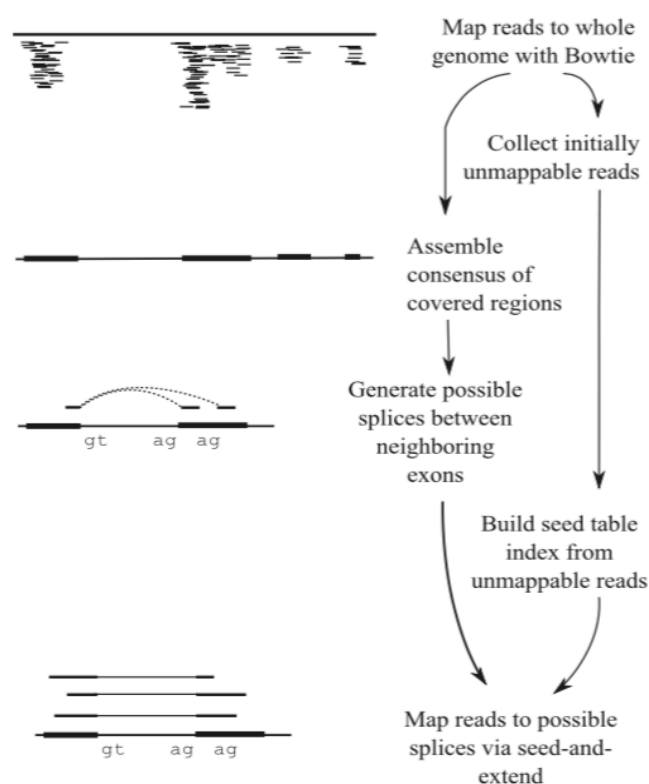 Map reads to whole
genome with Bowtie
Collect initially
unmappable reads
Assemble
consensus of
covered regions
Generate possible
splices between
neighboring
exons
gt ag ag
Build seed table
index from
unmappable reads
Map reads to possible
splices via seed-and-
extend
gt ag ag